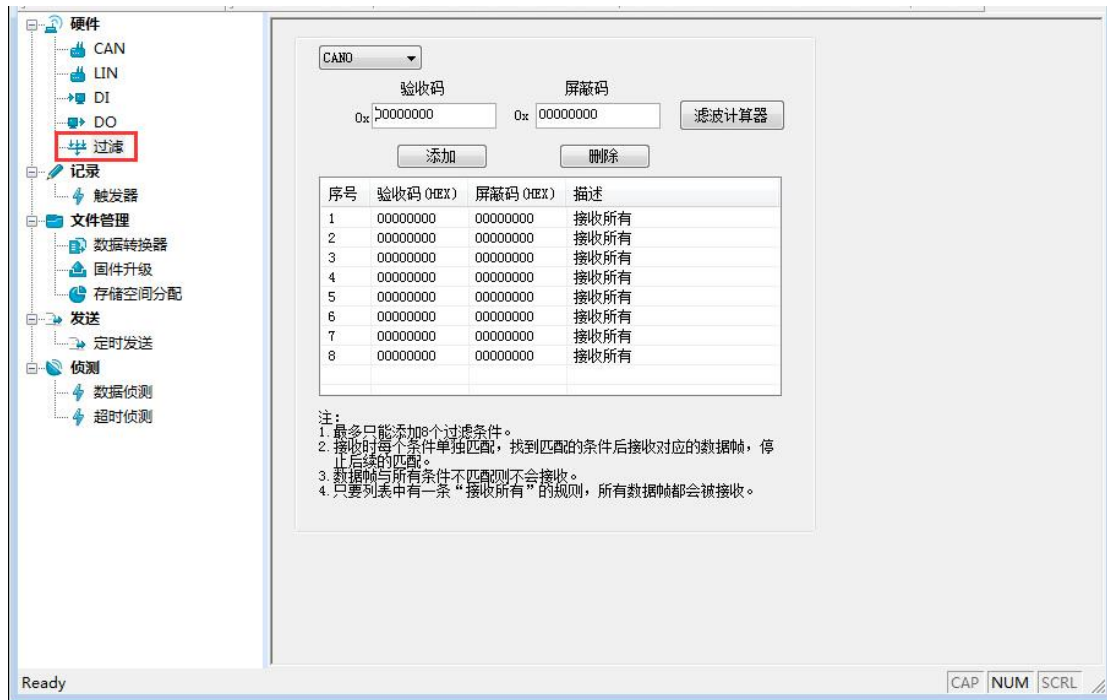 硬件
CAN
LIN
DI
DO
过滤
记录
触发器
文件管理
数据转换器
固件升级
存储空间分配
发送
定时发送
侦测
数据侦测
超时侦测
CAN0
验收码 屏蔽码
0x 00000000 0x 00000000 滤波计算器
添加 删除
序号 验收码(HEX) 屏蔽码(HEX) 描述
1 00000000 00000000 接收所有
2 00000000 00000000 接收所有
3 00000000 00000000 接收所有
4 00000000 00000000 接收所有
5 00000000 00000000 接收所有
6 00000000 00000000 接收所有
7 00000000 00000000 接收所有
8 00000000 00000000 接收所有
注:
1.最多只能添加8个过滤条件。
2.接收时每个条件单独匹配，找到匹配的条件后接收对应的数据帧，停
止后续的匹配。
3.数据帧与所有条件不匹配则不会接收。
4.只要列表中有一条“接收所有”的规则，所有数据帧都会被接收。
Ready CAP NUM SCRL